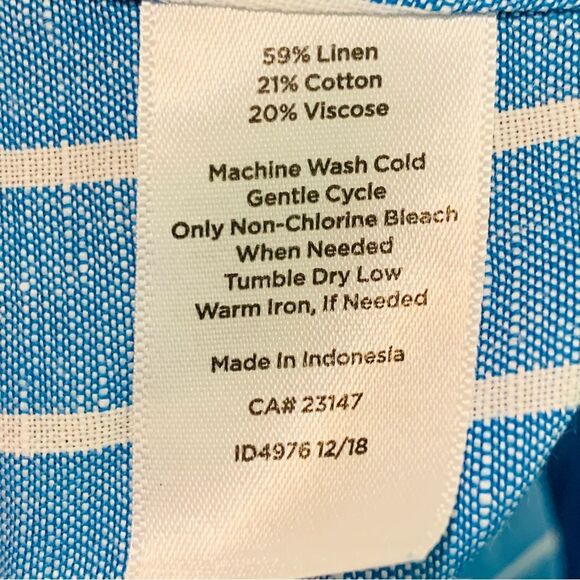 59% Linen
21% Cotton
20% Viscose
Machine Wash Cold
Gentle Cycle
Only Non-Chlorine Bleach
When Needed
Tumble Dry Low
Warm Iron, If Needed
Made In Indonesia
CA# 23147
ID4976 12/18